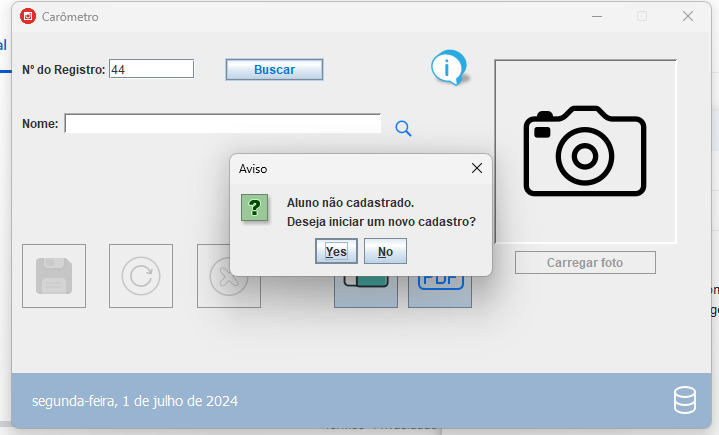 Carômetro
al
Nº do Registro: 44 Buscar
Nome:
Aviso
Aluno não cadastrado.
Deseja iniciar um novo cadastro?
Yes No
PDF
Carregar foto
segunda-feira, 1 de julho de 2024